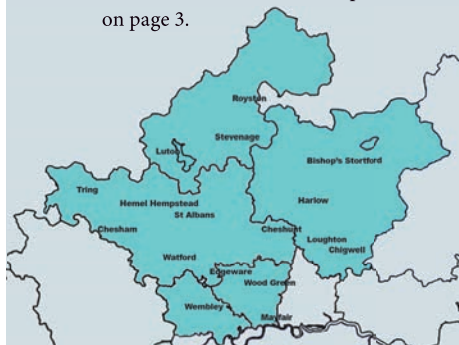 on page 3.
Royston
Stevenage
Luton
Bishop's Stortford
Tring
Hemel Hempstead
Harlow
St Albans
Chesham
Cheshunt
Loughton
Chigwell
Watford
Edgeware
Wood Green
Wembley
Mayfair